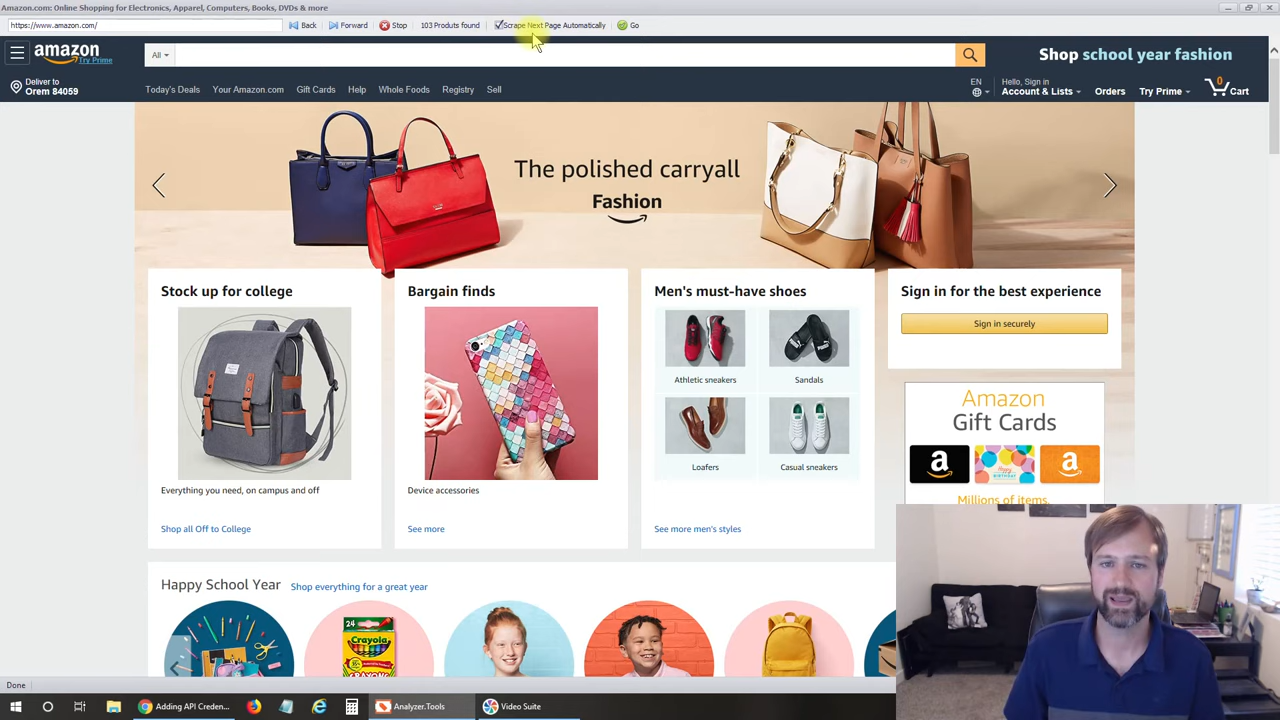 Amazon.com: Online Shopping for Electronics, Apparel, Computers, Books, DVDs & more
https://www.amazon.com/ Back Forward Stop 103 Produts found Scrape Next Page Automatically Go
amazon
Try Prime
All
Shop school year fashion
Deliver to
Orem 84059
Today's Deals Your Amazon.com Gift Cards Help Whole Foods Registry Sell
EN
Hello, Sign in
Account & Lists Orders Try Prime 0 Cart
The polished carryall
Fashion
Stock up for college
Everything you need, on campus and off
Shop all Off to College
Bargain finds
Device accessories
See more
Men's must-have shoes
Athletic sneakers Sandals
Loafers Casual sneakers
See more men's styles
Sign in for the best experience
Sign in securely
Amazon
Gift Cards
Millions of items.
Happy School Year Shop everything for a great year
24
Crayola
CRAYONS
Done
Adding API Creden... Analyzer.Tools Video Suite